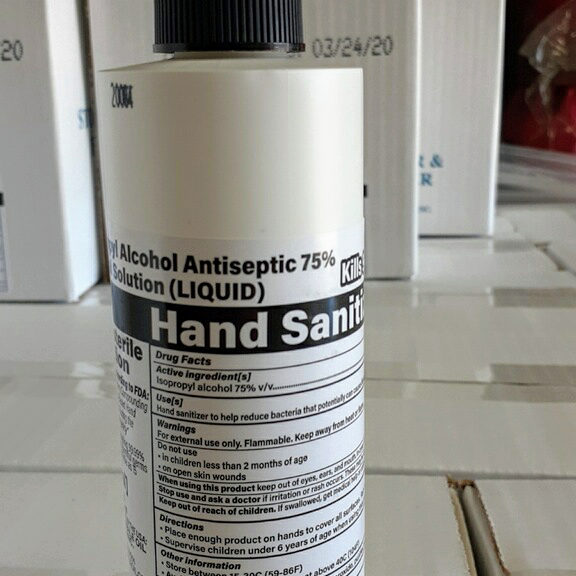 20
03/24/20
20084
&
R
Alcohol Antiseptic 75%
Solution (LIQUID)
Kills
Hand Saniti
Drug Facts
Active ingredient[s]
Isopropyl alcohol 75% v/v
Use[s]
Hand sanitizer to help reduce bacteria that potentially can
Warnings
For external use only. Flammable. Keep away from heat or
Do not use
• in children less than 2 months of age
• on open skin wounds
When using this product keep out of eyes, ears, and mouth.
Stop use and ask a doctor if irritation or rash occurs. These
Keep out of reach of children. If swallowed, get medical
Directions
• Place enough product on hands to cover all surfaces.
• Supervise children under 6 years of age when using
Other information
• Store between 15-30C (59-86F)
above 40C
to FDA: